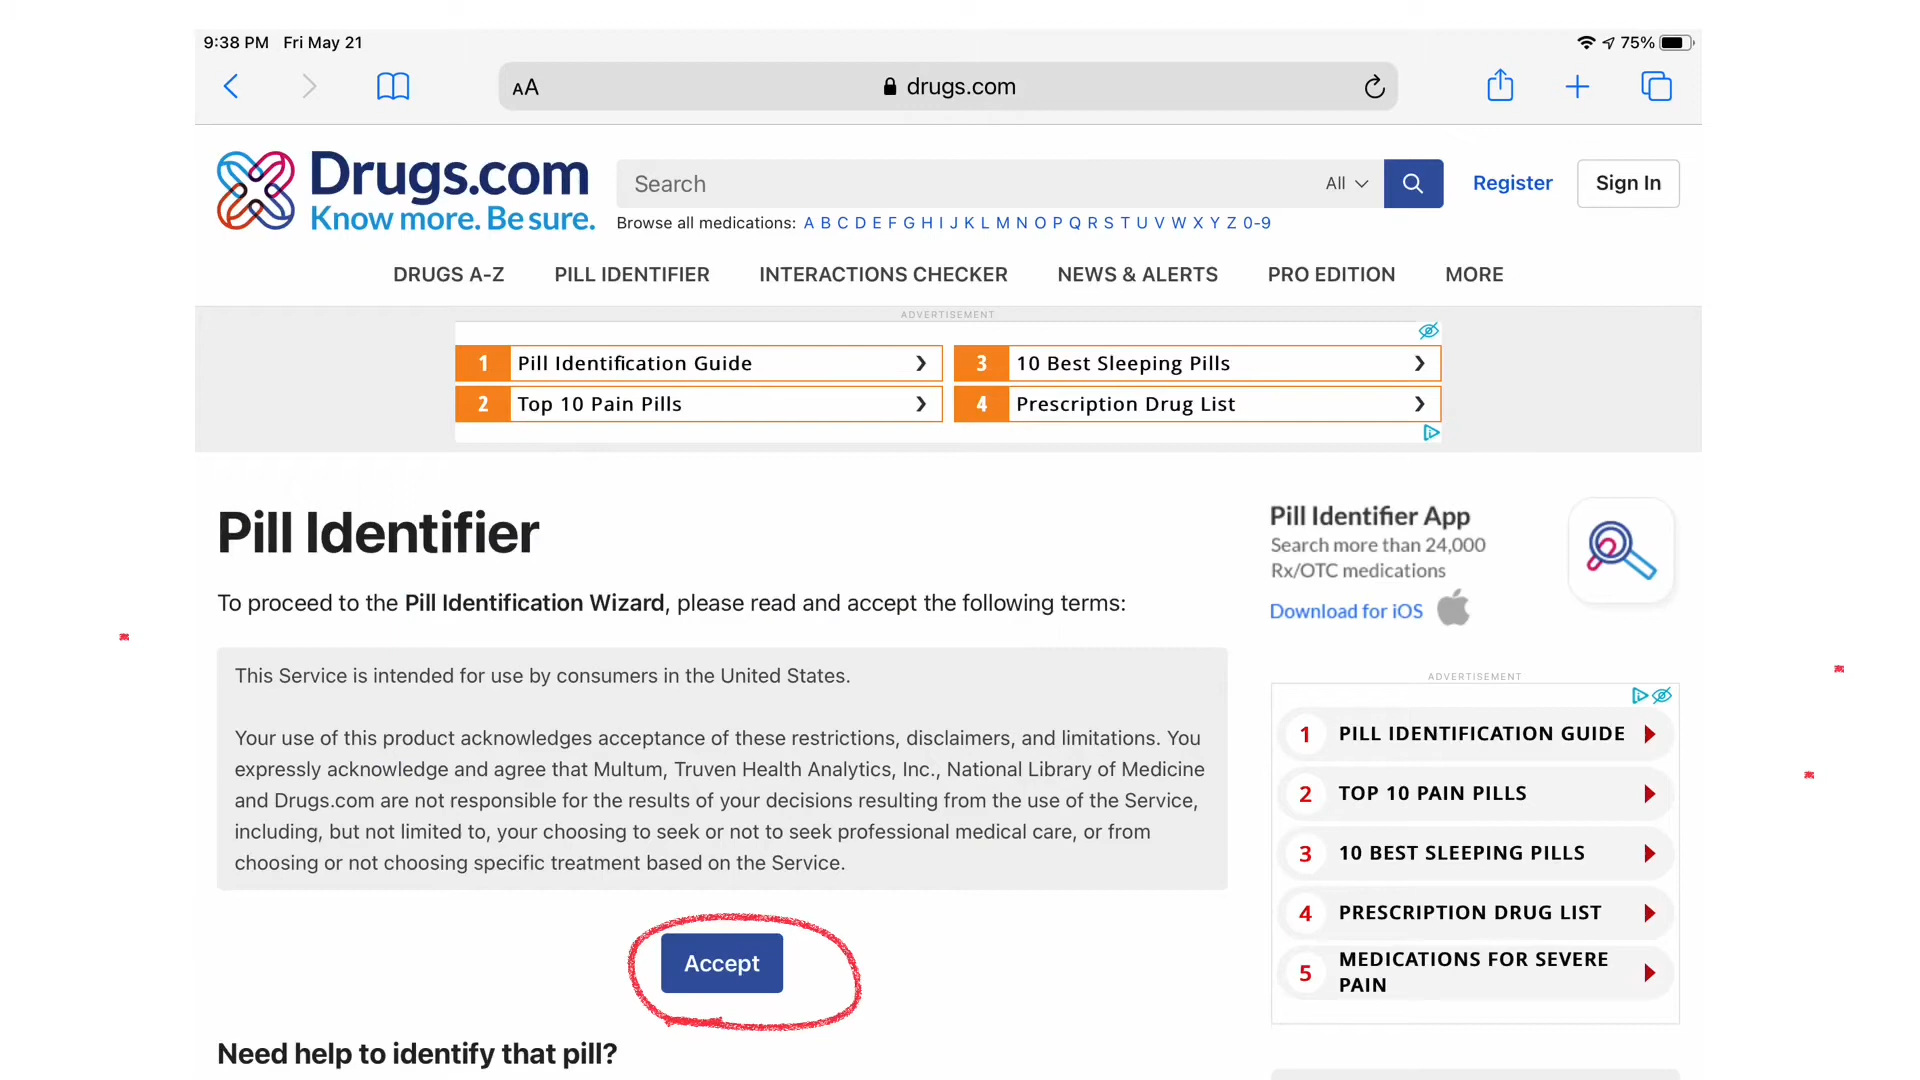 9:38 PM Fri May 21
75%
AA
drugs.com
Drugs.com
Know more. Be sure.
Search
All
Register
Sign In
Browse all medications: A B C D E F G H I J K L M N O P Q R S T U V W X Y Z 0-9
DRUGS A-Z
PILL IDENTIFIER
INTERACTIONS CHECKER
NEWS & ALERTS
PRO EDITION
MORE
ADVERTISEMENT
1 Pill Identification Guide
3 10 Best Sleeping Pills
2 Top 10 Pain Pills
4 Prescription Drug List
Pill Identifier
To proceed to the Pill Identification Wizard, please read and accept the following terms:
This Service is intended for use by consumers in the United States.
Your use of this product acknowledges acceptance of these restrictions, disclaimers, and limitations. You
expressly acknowledge and agree that Multum, Truven Health Analytics, Inc., National Library of Medicine
and Drugs.com are not responsible for the results of your decisions resulting from the use of the Service,
including, but not limited to, your choosing to seek or not to seek professional medical care, or from
choosing or not choosing specific treatment based on the Service.
Accept
Need help to identify that pill?
Pill Identifier App
Search more than 24,000
Rx/OTC medications
Download for iOS
ADVERTISEMENT
1 PILL IDENTIFICATION GUIDE
2 TOP 10 PAIN PILLS
3 10 BEST SLEEPING PILLS
4 PRESCRIPTION DRUG LIST
5 MEDICATIONS FOR SEVERE
PAIN